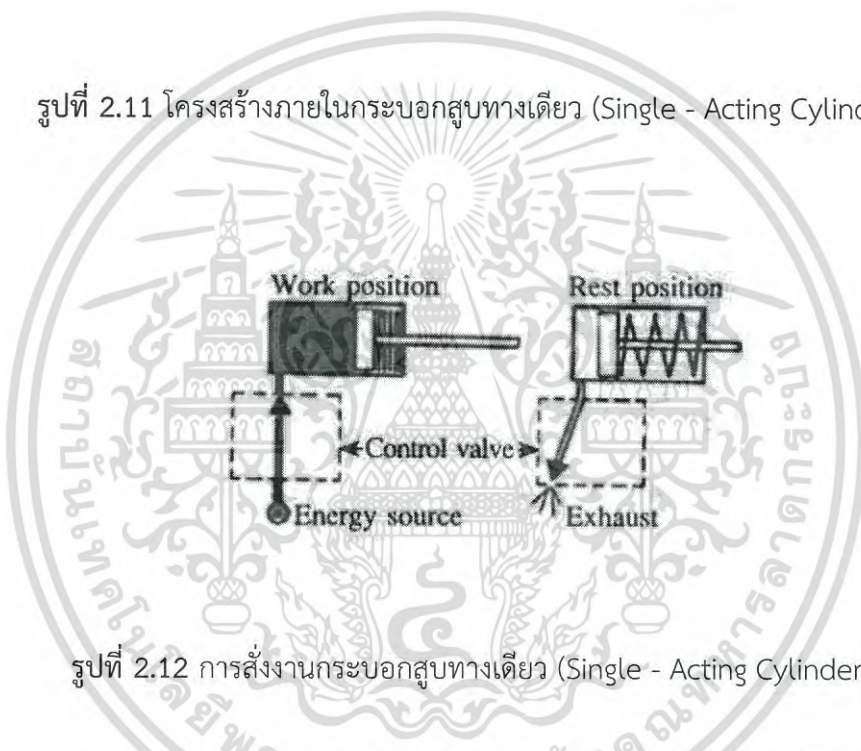 รูปที่ 2.11 โครงสร้างภายในกระบอกสูบทางเดียว (Single - Acting Cylind
Work position
Rest position
Control valve
Energy source
Exhaust
รูปที่ 2.12 การสั่งงานกระบอกสูบทางเดียว (Single - Acting Cylinder